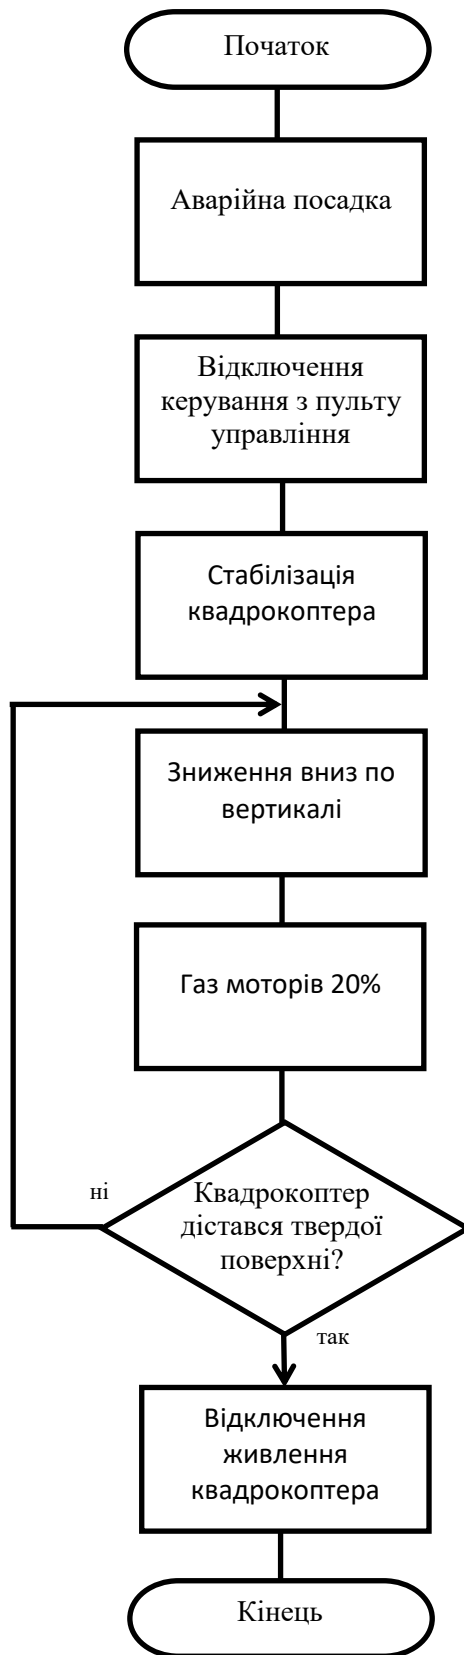 Початок
Аварійна посадка
Відключення
керування з пульту
управління
Стабілізація
квадрокоптера
Зниження вниз по
вертикалі
Газ моторів 20%
ні
Квадрокоптер
дістався твердої
поверхні?
так
Відключення
живлення
квадрокоптера
Кінець